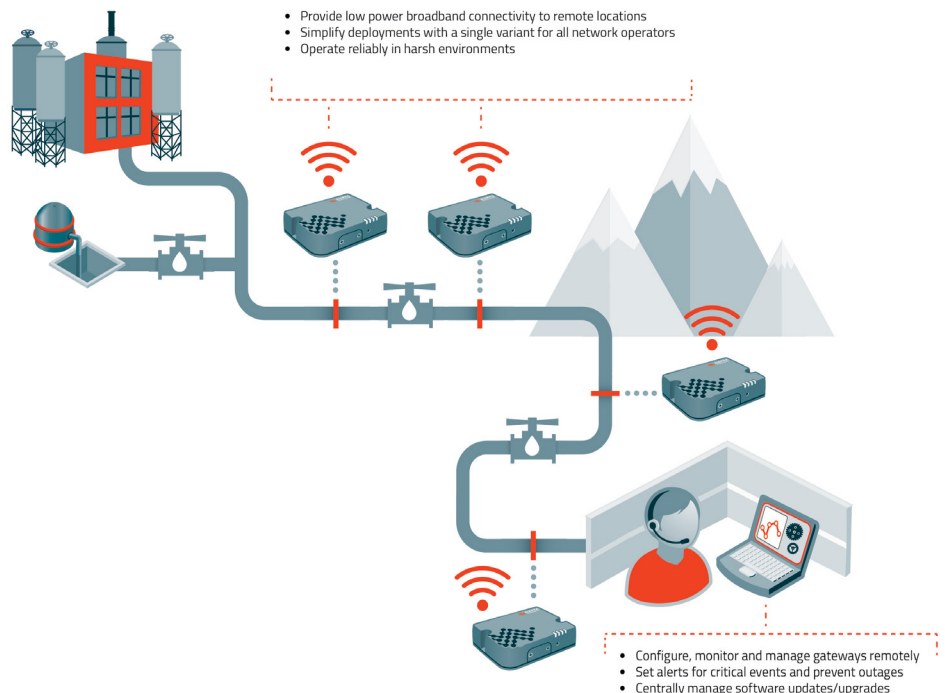 • Provide low power broadband connectivity to remote locations
• Simplify deployments with a single variant for all network operators
• Operate reliably in harsh environments
• Configure, monitor and manage gateways remotely
• Set alerts for critical events and prevent outages
• Centrally manage software updates/upgrades